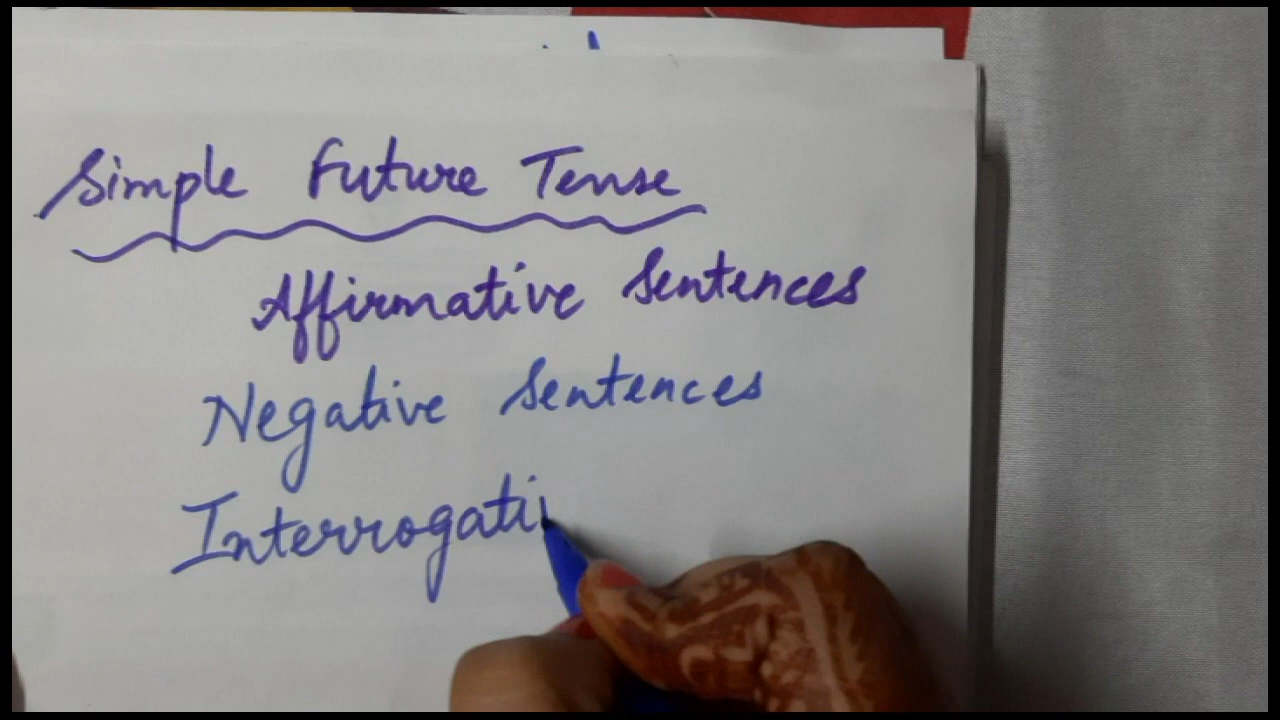 Simple Future Tense
Affirmative Sentences
Negative Sentences
Interrogati